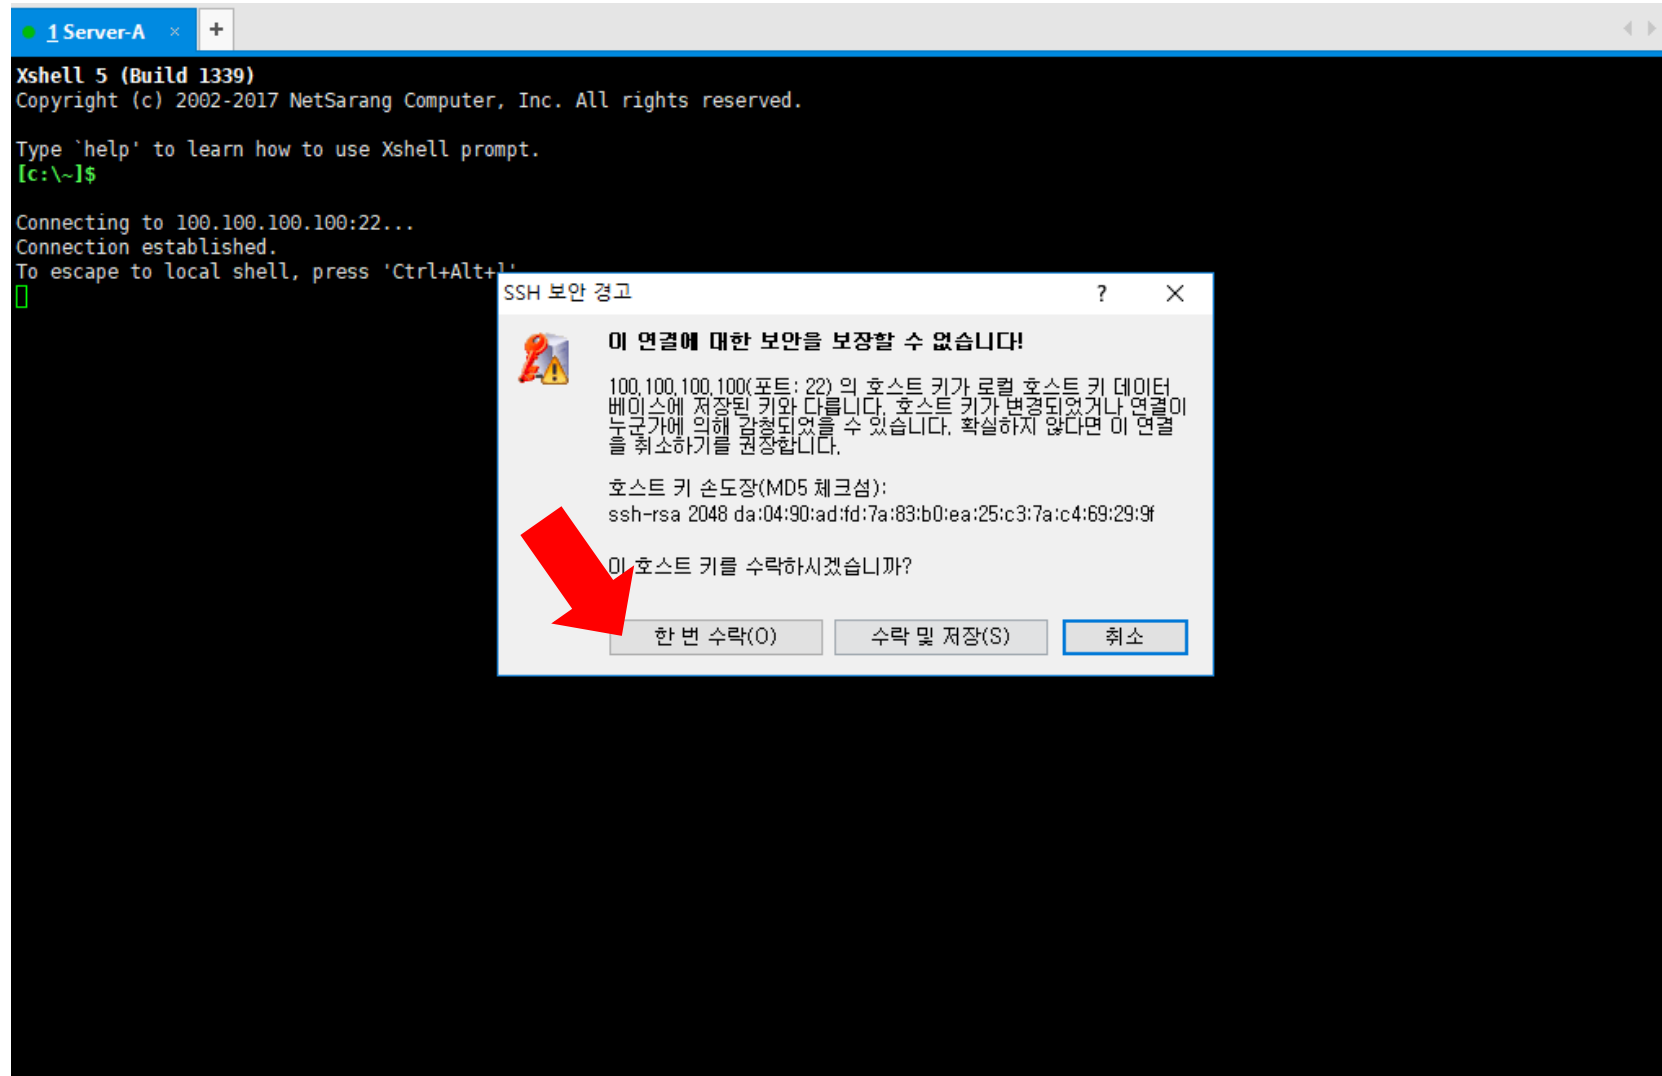 1 Server-A × +
Xshell 5 (Build 1339)
Copyright (c) 2002-2017 NetSarang Computer, Inc. All rights reserved.
Type `help' to learn how to use Xshell prompt.
[c:\~]$
Connecting to 100.100.100.100:22...
Connection established.
To escape to local shell, press 'Ctrl+Alt+]'.
SSH 보안 경고 ? ×
이 연결에 대한 보안을 보장할 수 없습니다!
100.100.100.100(포트: 22) 의 호스트 키가 로컬 호스트 키 데이터
베이스에 저장된 키와 다릅니다. 호스트 키가 변경되었거나 연결이
누군가에 의해 감청되었을 수 있습니다. 확실하지 않다면 이 연결
을 취소하기를 권장합니다.
호스트 키 손도장(MD5 체크섬):
ssh-rsa 2048 da:04:90:ad:fd:7a:83:b0:ea:25:c3:7a:c4:69:29:9f
이 호스트 키를 수락하시겠습니까?
한 번 수락(O) 수락 및 저장(S) 취소